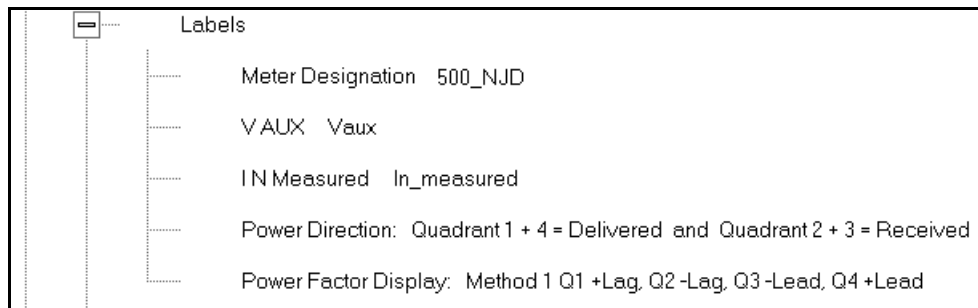 Labels
Meter Designation 500_NJD
V AUX Vaux
I N Measured In_measured
Power Direction: Quadrant 1 + 4 = Delivered and Quadrant 2 + 3 = Received
Power Factor Display: Method 1 Q1 +Lag, Q2 -Lag, Q3 -Lead, Q4 +Lead